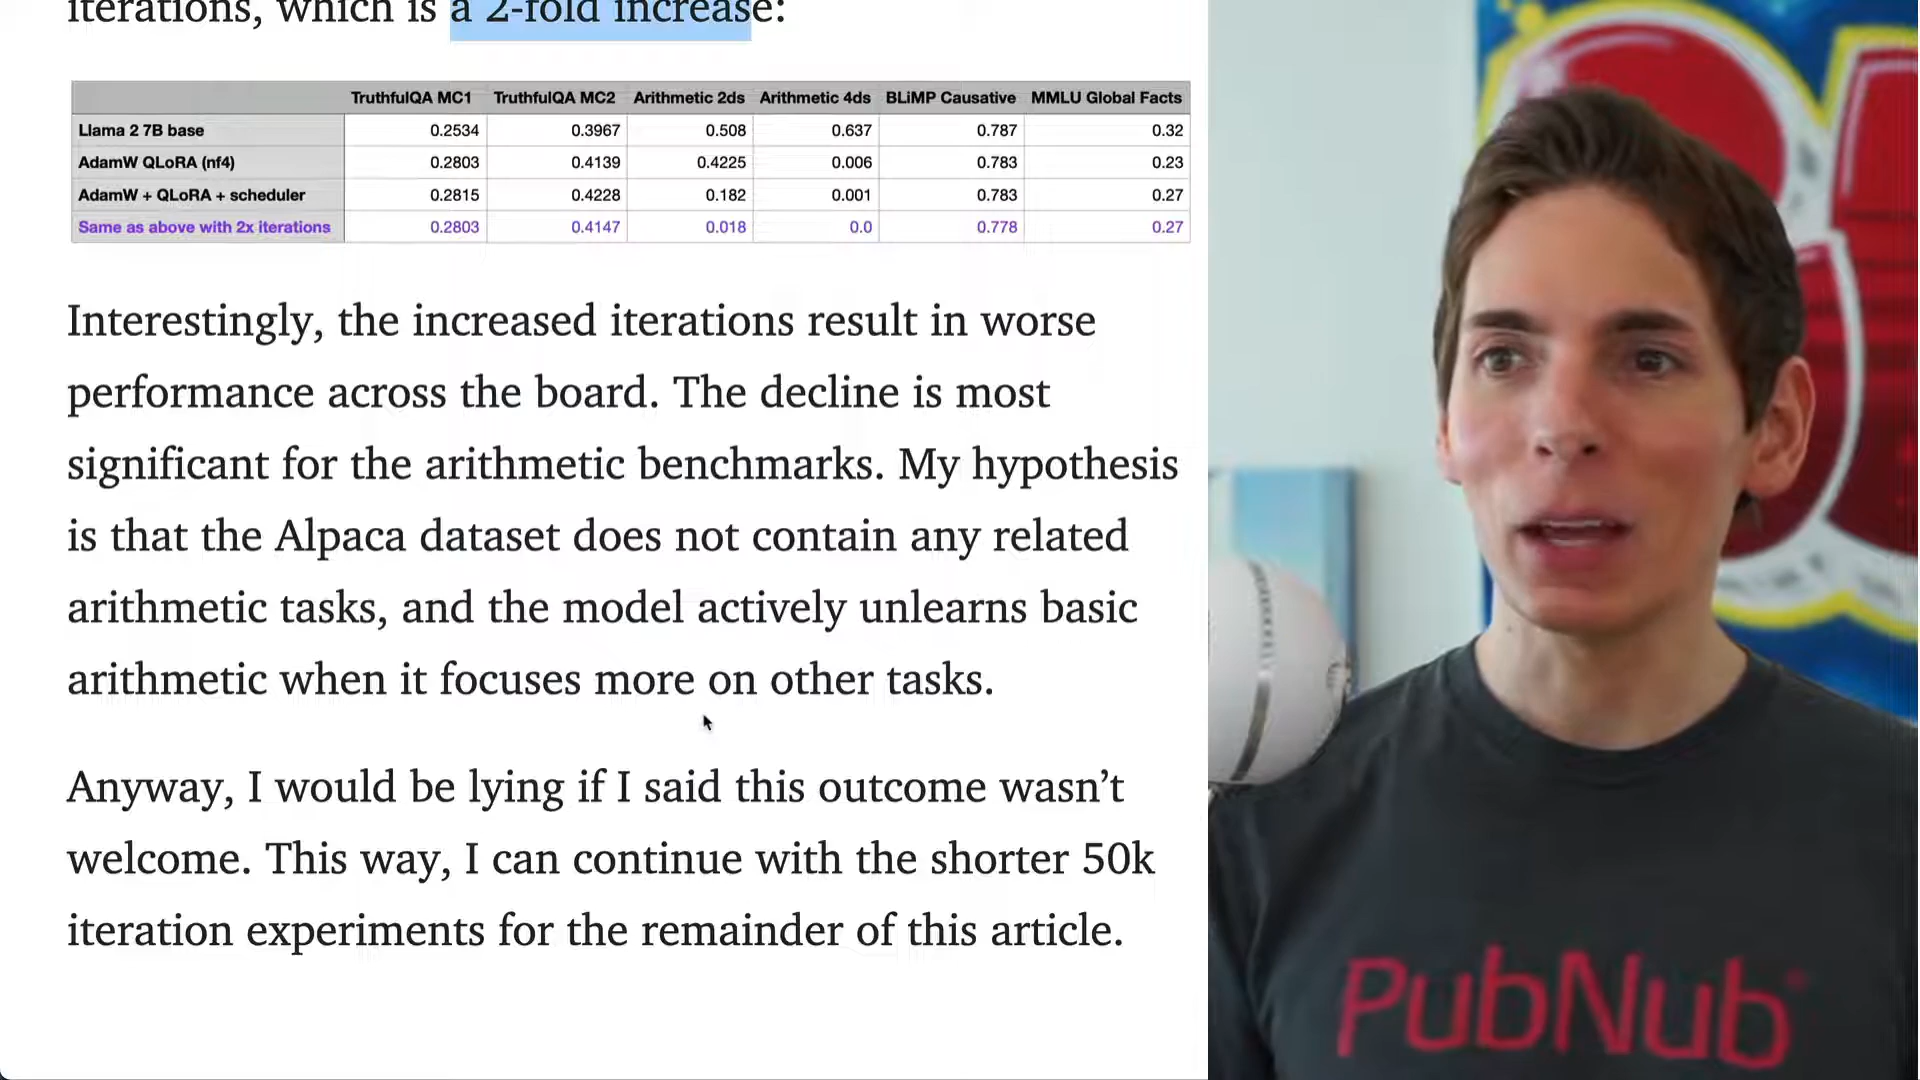 iterations, which is a 2-fold increase:
TruthfulQA MC1 TruthfulQA MC2 Arithmetic 2ds Arithmetic 4ds BLiMP Causative MMLU Global Facts
Llama 2 7B base 0.2534 0.3967 0.508 0.637 0.787 0.32
AdamW QLoRA (nf4) 0.2803 0.4139 0.4225 0.006 0.783 0.23
AdamW + QLoRA + scheduler 0.2815 0.4228 0.182 0.001 0.783 0.27
Same as above with 2x iterations 0.2803 0.4147 0.018 0.0 0.778 0.27
Interestingly, the increased iterations result in worse
performance across the board. The decline is most
significant for the arithmetic benchmarks. My hypothesis
is that the Alpaca dataset does not contain any related
arithmetic tasks, and the model actively unlearns basic
arithmetic when it focuses more on other tasks.
Anyway, I would be lying if I said this outcome wasn’t
welcome. This way, I can continue with the shorter 50k
iteration experiments for the remainder of this article.
PubNub